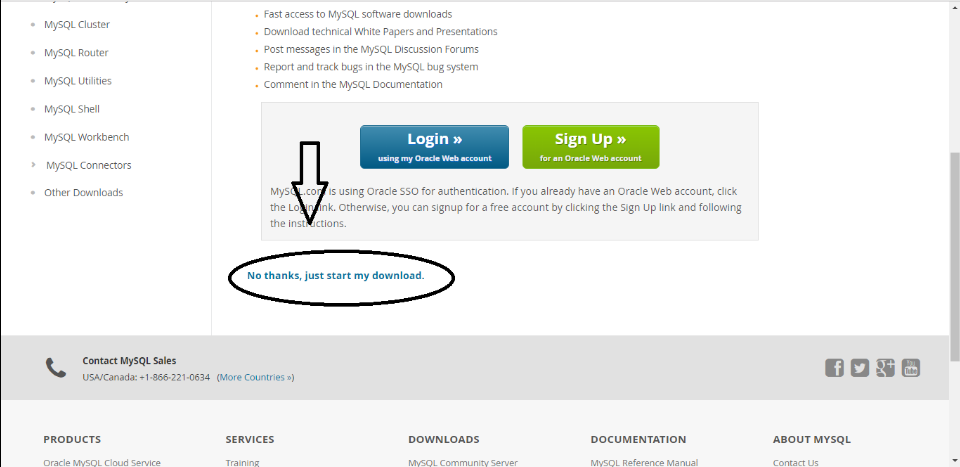 MySQL Cluster
MySQL Router
MySQL Utilities
MySQL Shell
MySQL Workbench
MySQL Connectors
Other Downloads
Fast access to MySQL software downloads
Download technical White Papers and Presentations
Post messages in the MySQL Discussion Forums
Report and track bugs in the MySQL bug system
Comment in the MySQL Documentation
Login »
using my Oracle Web account
Sign Up »
for an Oracle Web account
MySQL.com is using Oracle SSO for authentication. If you already have an Oracle Web account, click
the Login link. Otherwise, you can signup for a free account by clicking the Sign Up link and following
the instructions.
No thanks, just start my download.
Contact MySQL Sales
USA/Canada: +1-866-221-0634 (More Countries »)
PRODUCTS
Oracle MySQL Cloud Service
SERVICES
Training
DOWNLOADS
MySQL Community Server
DOCUMENTATION
MySQL Reference Manual
ABOUT MYSQL
Contact Us